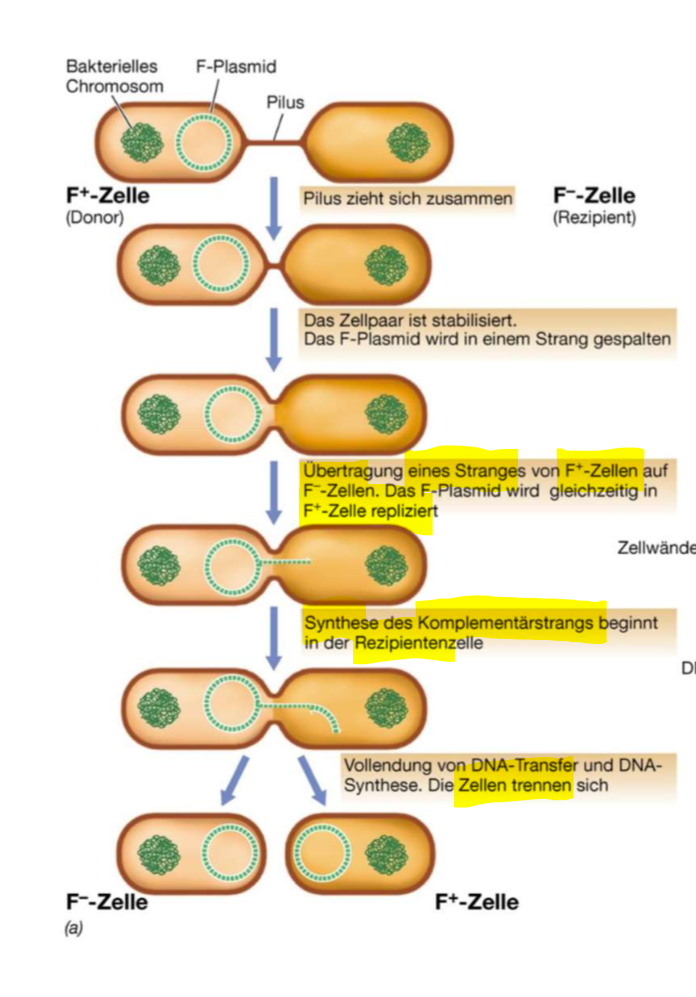 Bakterielles
Chromosom
F-Plasmid
Pilus
F⁺-Zelle
(Donor)
Pilus zieht sich zusammen
F⁻-Zelle
(Rezipient)
Das Zellpaar ist stabilisiert.
Das F-Plasmid wird in einem Strang gespalten
Übertragung eines Stranges von F⁺-Zellen auf
F⁻-Zellen. Das F-Plasmid wird gleichzeitig in
F⁺-Zelle repliziert
Zellwände
Synthese des Komplementärstrangs beginnt
in der Rezipientenzelle
Vollendung von DNA-Transfer und DNA-
Synthese. Die Zellen trennen sich
F⁻-Zelle
F⁺-Zelle
(a)